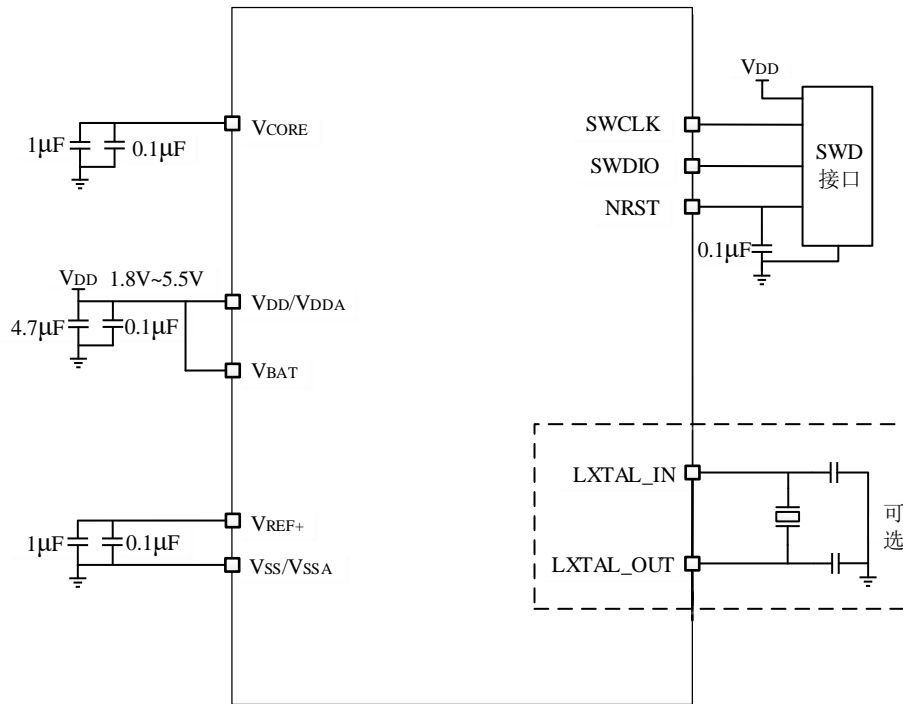 VCORE
1μF
0.1μF
VDD
1.8V~5.5V
4.7μF
0.1μF
VDD/VDDA
VBAT
VREF+
1μF
0.1μF
VSS/VSSA
VDD
SWCLK
SWDIO
NRST
SWD
接口
0.1μF
LXTAL_IN
LXTAL_OUT
可
选